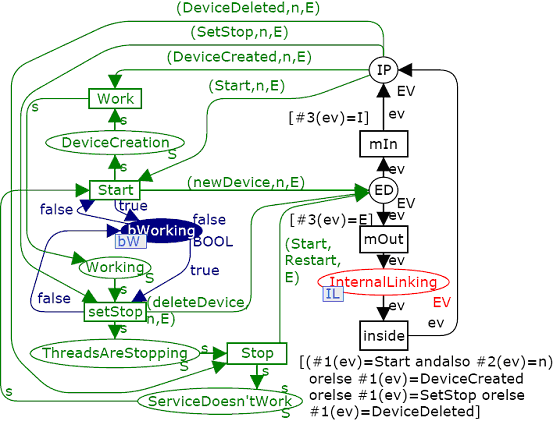 (DeviceDeleted,n,E)
(SetStop,n,E)
(DeviceCreated,n,E)
IP
EV
(Start,n,E)
ev
ev
Work
s
s
[#3(ev)=I]
mIn
DeviceCreation
S
s
ev
Start
(newDevice,n,E)
ED
EV
false
true
false
[#3(ev)=E]
ev
bWorking
bW
BOOL
mOut
(Start,
Restart,
E)
ev
Working
S
true
InternalLinking
IL
EV
false
s
(deleteDevice,
n,E)
setStop
ev
ev
inside
s
ThreadsAreStopping
S
s
Stop
[(#1(ev)=Start andalso #2(ev)=n)
orelse #1(ev)=DeviceCreated
orelse #1(ev)=SetStop orelse
#1(ev)=DeviceDeleted]
s
s
s
ServiceDoesn'tWork
S